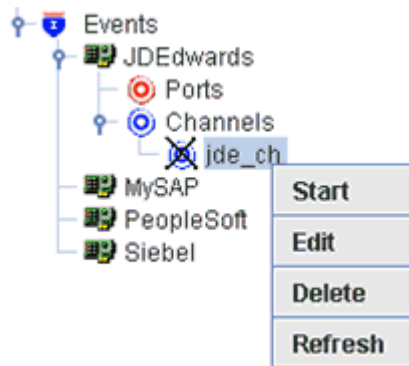 Events
JDEdwards
Ports
Channels
jde_ch
MySAP
PeopleSoft
Siebel
Start
Edit
Delete
Refresh